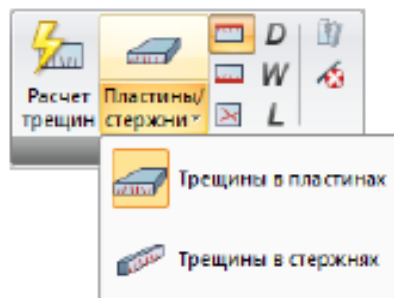 D
W
L
Расчет
трещин
Пластины/
стержни
Трещины в пластинах
Трещины в стержнях